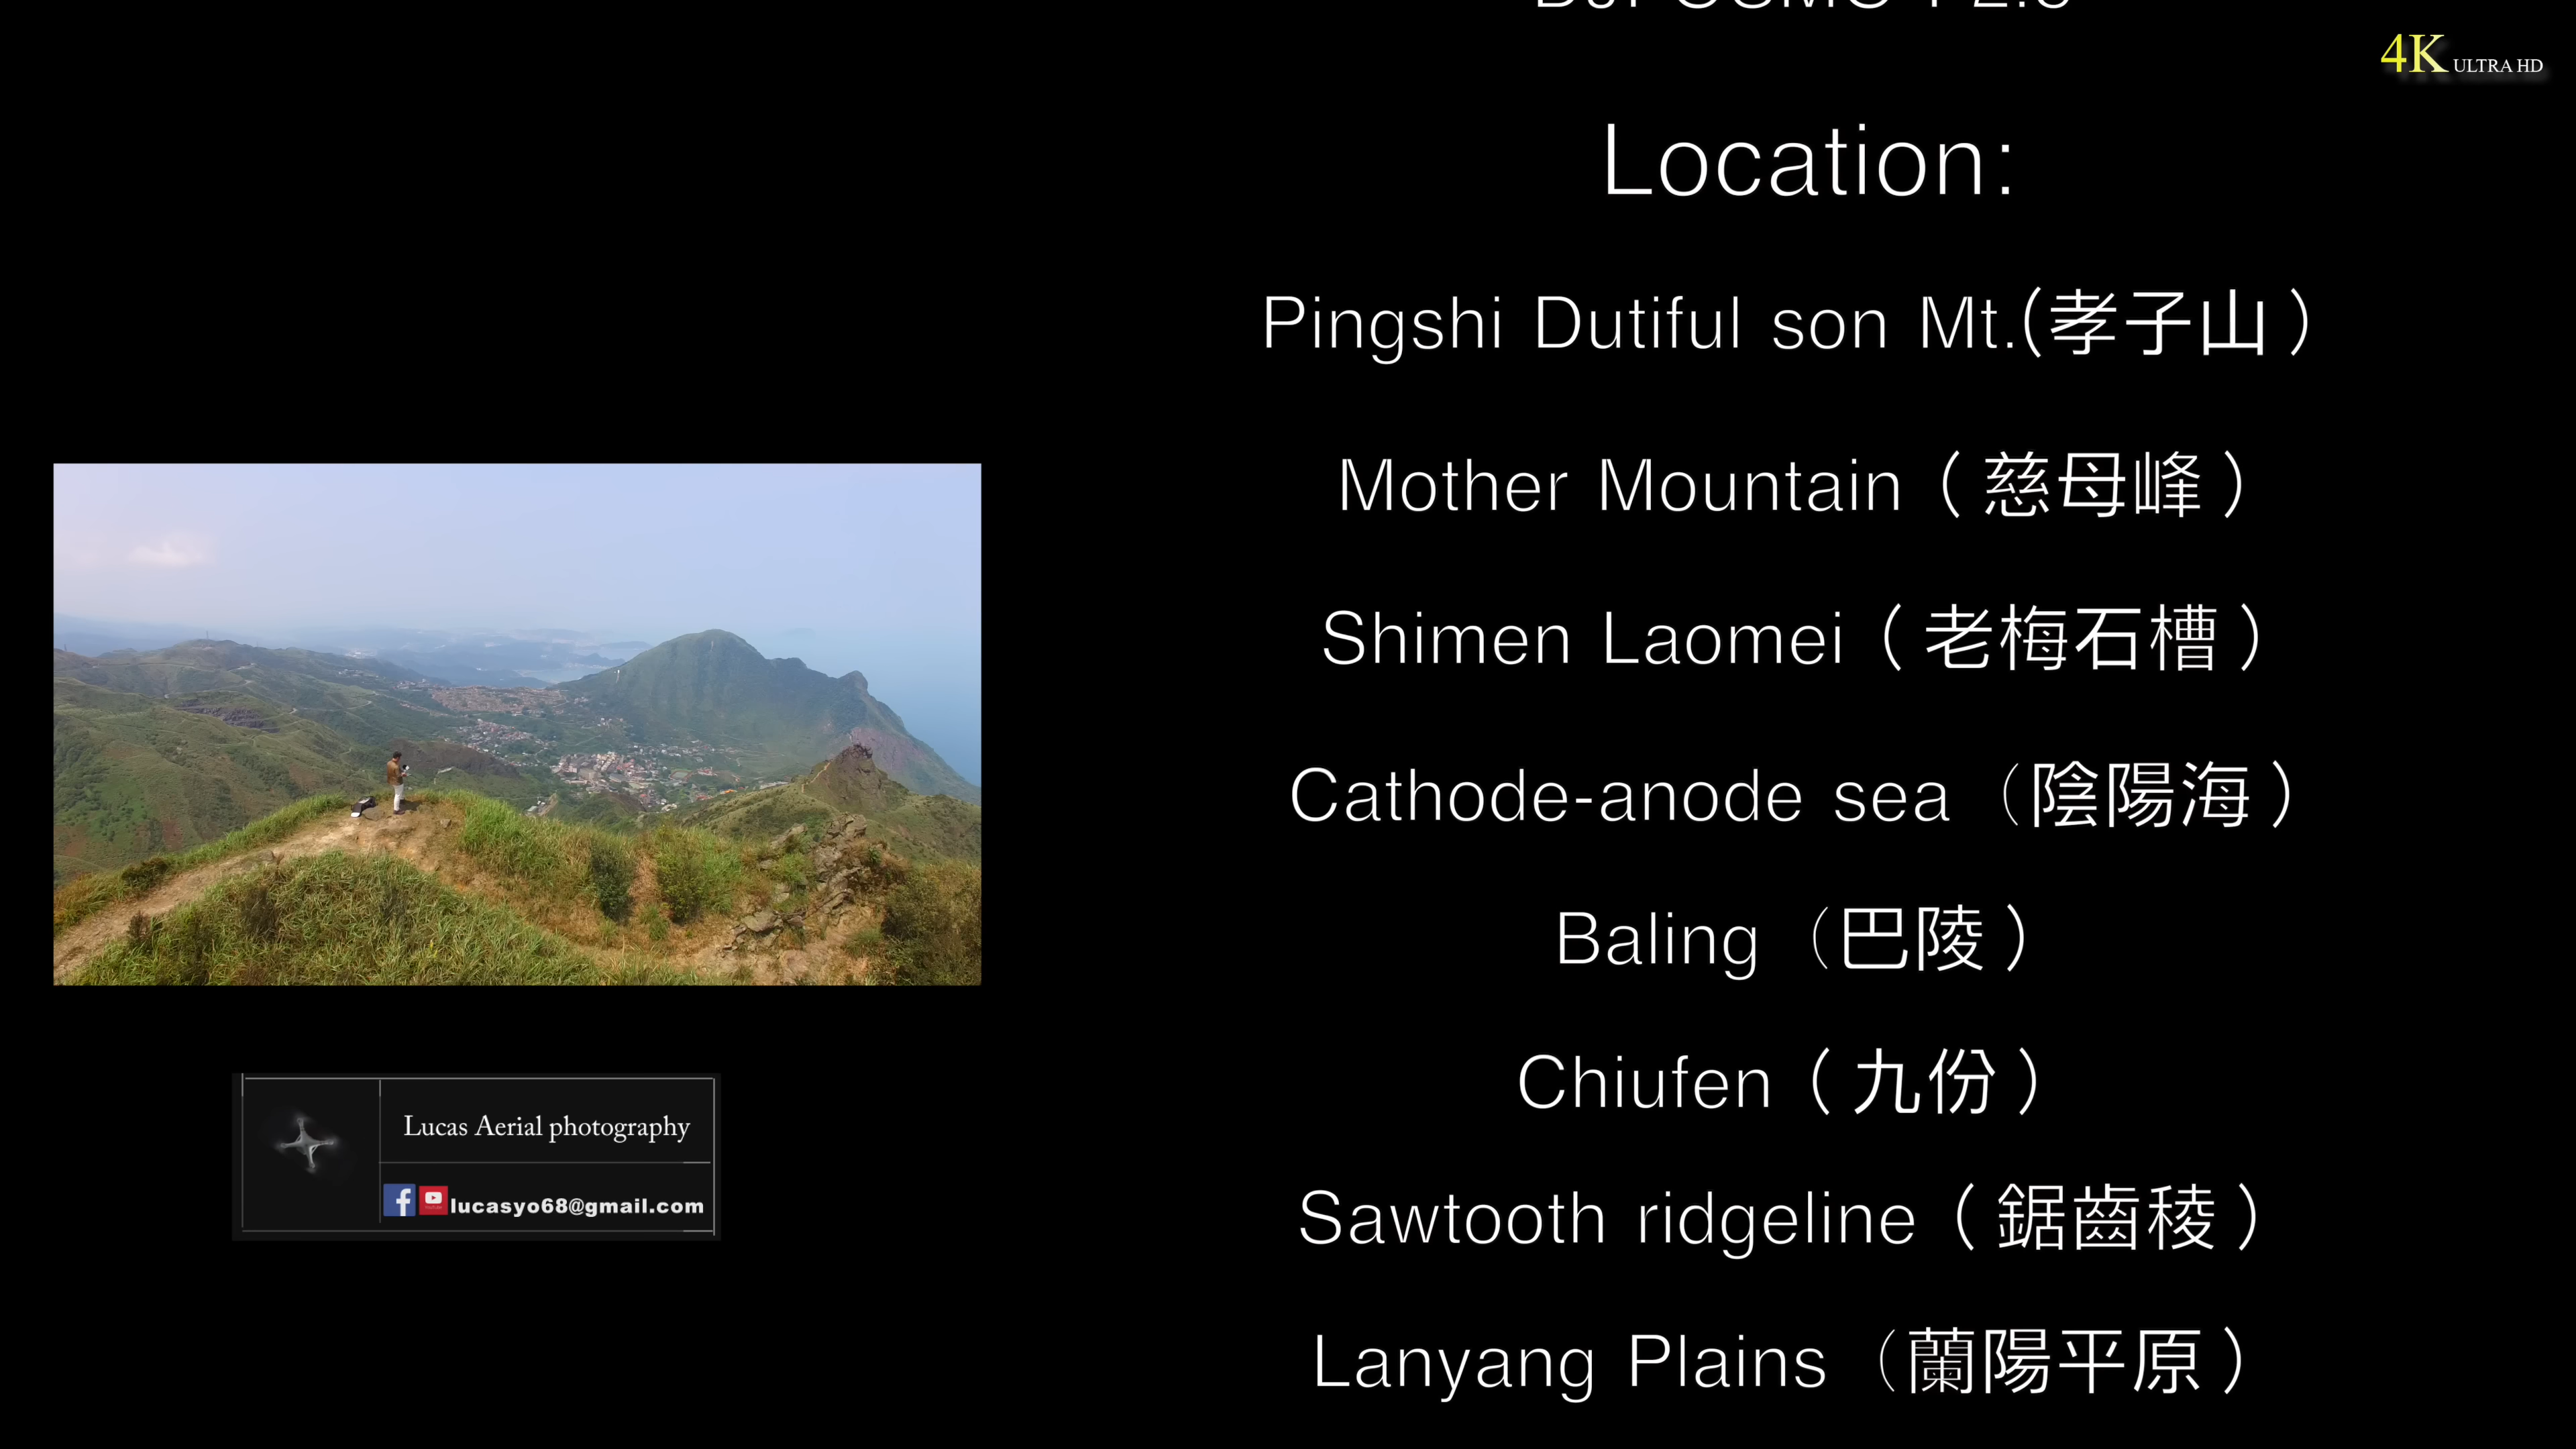 4K ULTRA HD
Location:
Pingshi Dutiful son Mt.(孝子山)
Mother Mountain (慈母峰)
Shimen Laomei (老梅石槽)
Cathode-anode sea (陰陽海)
Baling (巴陵)
Chiufen (九份)
Sawtooth ridgeline (鋸齒稜)
Lanyang Plains (蘭陽平原)
Lucas Aerial photography
lucasyo68@gmail.com